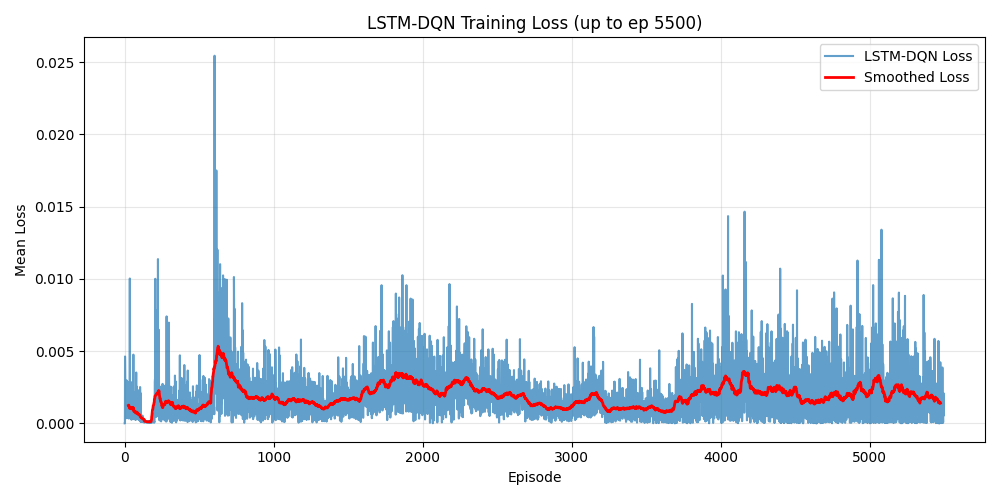 LSTM-DQN Training Loss (up to ep 5500)
LSTM-DQN Loss
Smoothed Loss
Mean Loss
0.025
0.020
0.015
0.010
0.005
0.000
0 1000 2000 3000 4000 5000
Episode